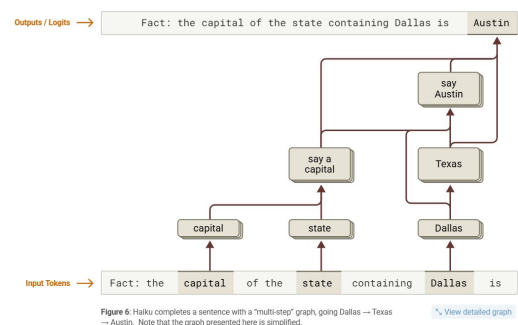 Outputs / Logits → Fact: the capital of the state containing Dallas is Austin
say
Austin
say a
capital
Texas
capital
state
Dallas
Input Tokens → Fact: the capital of the state containing Dallas is
Figure 6: Haiku completes a sentence with a "multi-step" graph, going Dallas → Texas
→ Austin. Note that the graph presented here is simplified.
View detailed graph